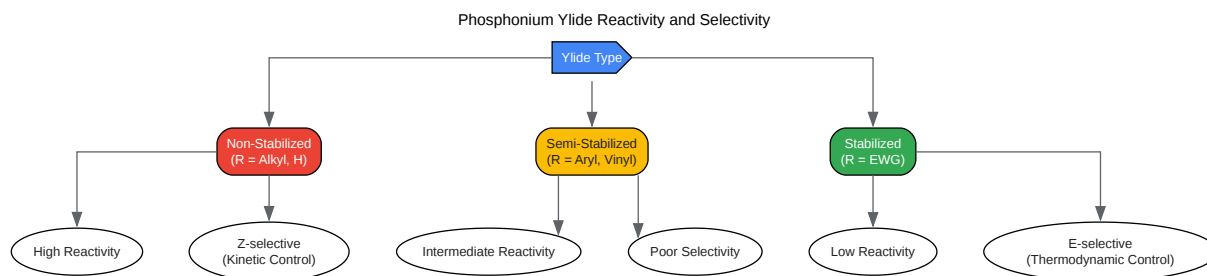 Phosphonium Ylide Reactivity and Selectivity
Ylide Type
Non-Stabilized
(R = Alkyl, H)
Semi-Stabilized
(R = Aryl, Vinyl)
Stabilized
(R = EWG)
High Reactivity
Z-selective
(Kinetic Control)
Intermediate Reactivity
Poor Selectivity
Low Reactivity
E-selective
(Thermodynamic Control)